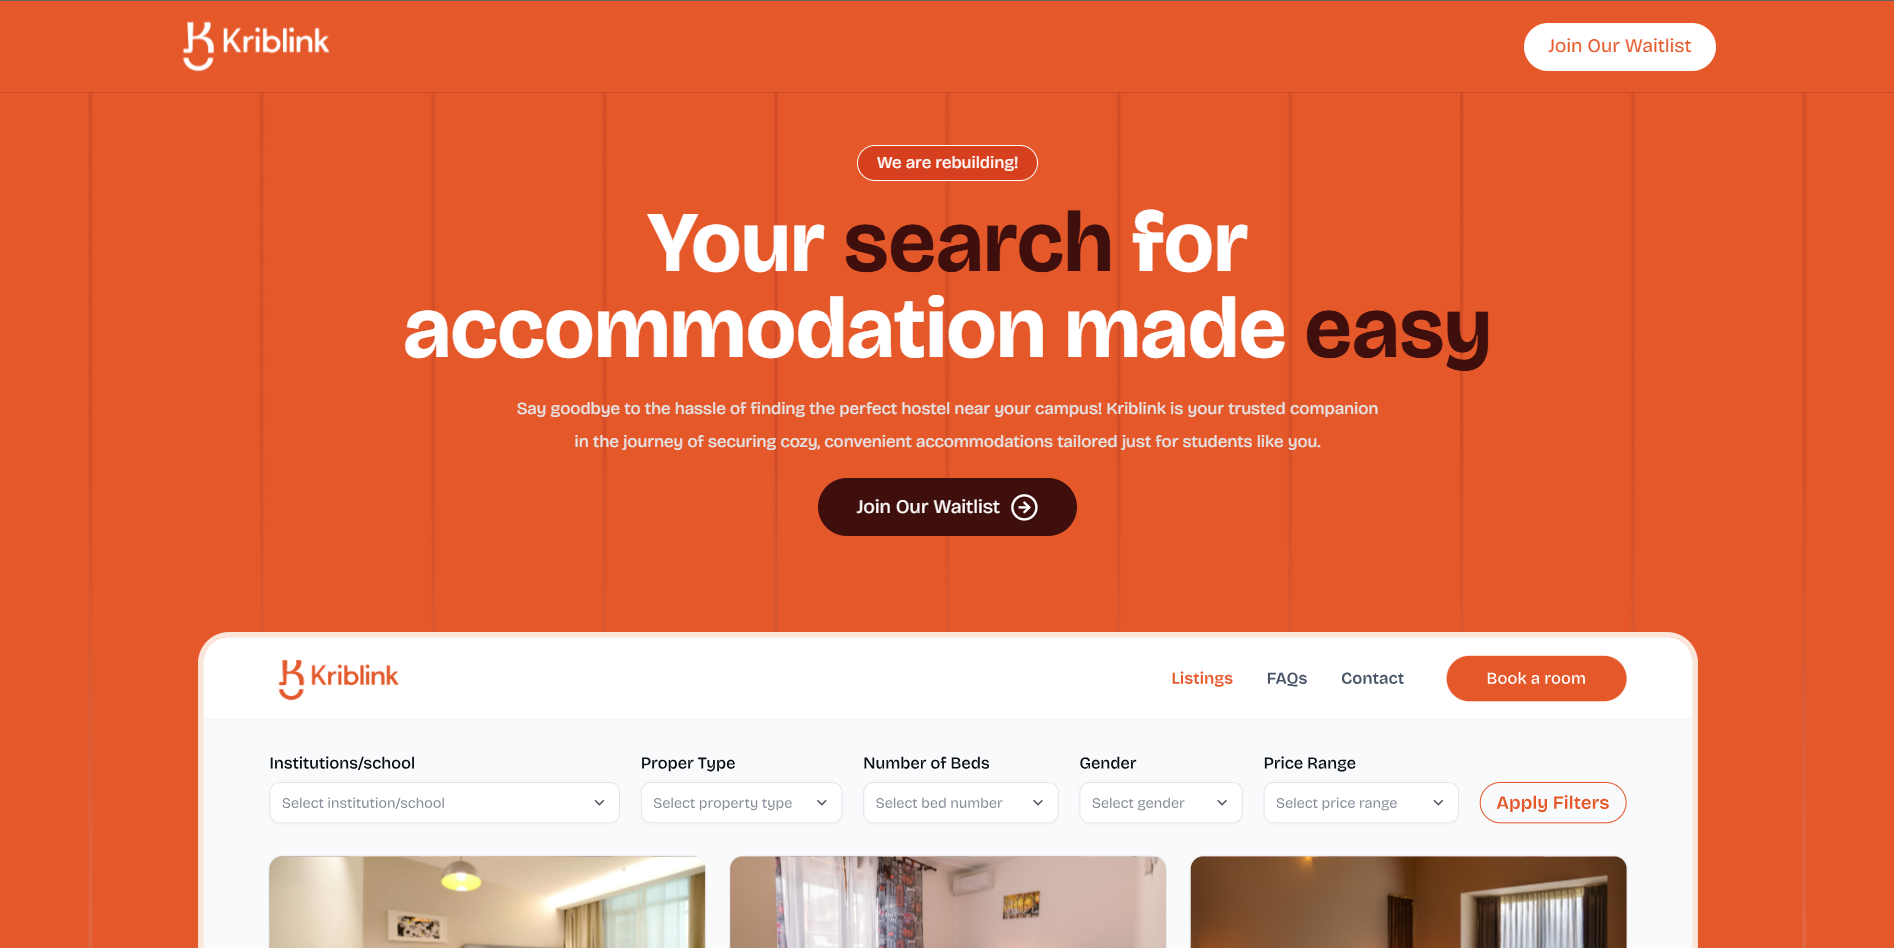 Kriblink
Join Our Waitlist
We are rebuilding!
Your search for
accommodation made easy
Say goodbye to the hassle of finding the perfect hostel near your campus! Kriblink is your trusted companion
in the journey of securing cozy, convenient accommodations tailored just for students like you.
Join Our Waitlist
Kriblink
Listings FAQs Contact Book a room
Institutions/school Proper Type Number of Beds Gender Price Range
Select institution/school Select property type Select bed number Select gender Select price range Apply Filters